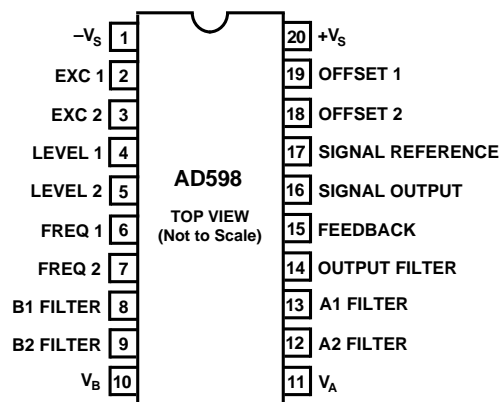 −VS 1 20 +VS
EXC 1 2 19 OFFSET 1
EXC 2 3 18 OFFSET 2
LEVEL 1 4 17 SIGNAL REFERENCE
LEVEL 2 5 16 SIGNAL OUTPUT
FREQ 1 6 15 FEEDBACK
FREQ 2 7 14 OUTPUT FILTER
B1 FILTER 8 13 A1 FILTER
B2 FILTER 9 12 A2 FILTER
VB 10 11 VA
AD598
TOP VIEW
(Not to Scale)